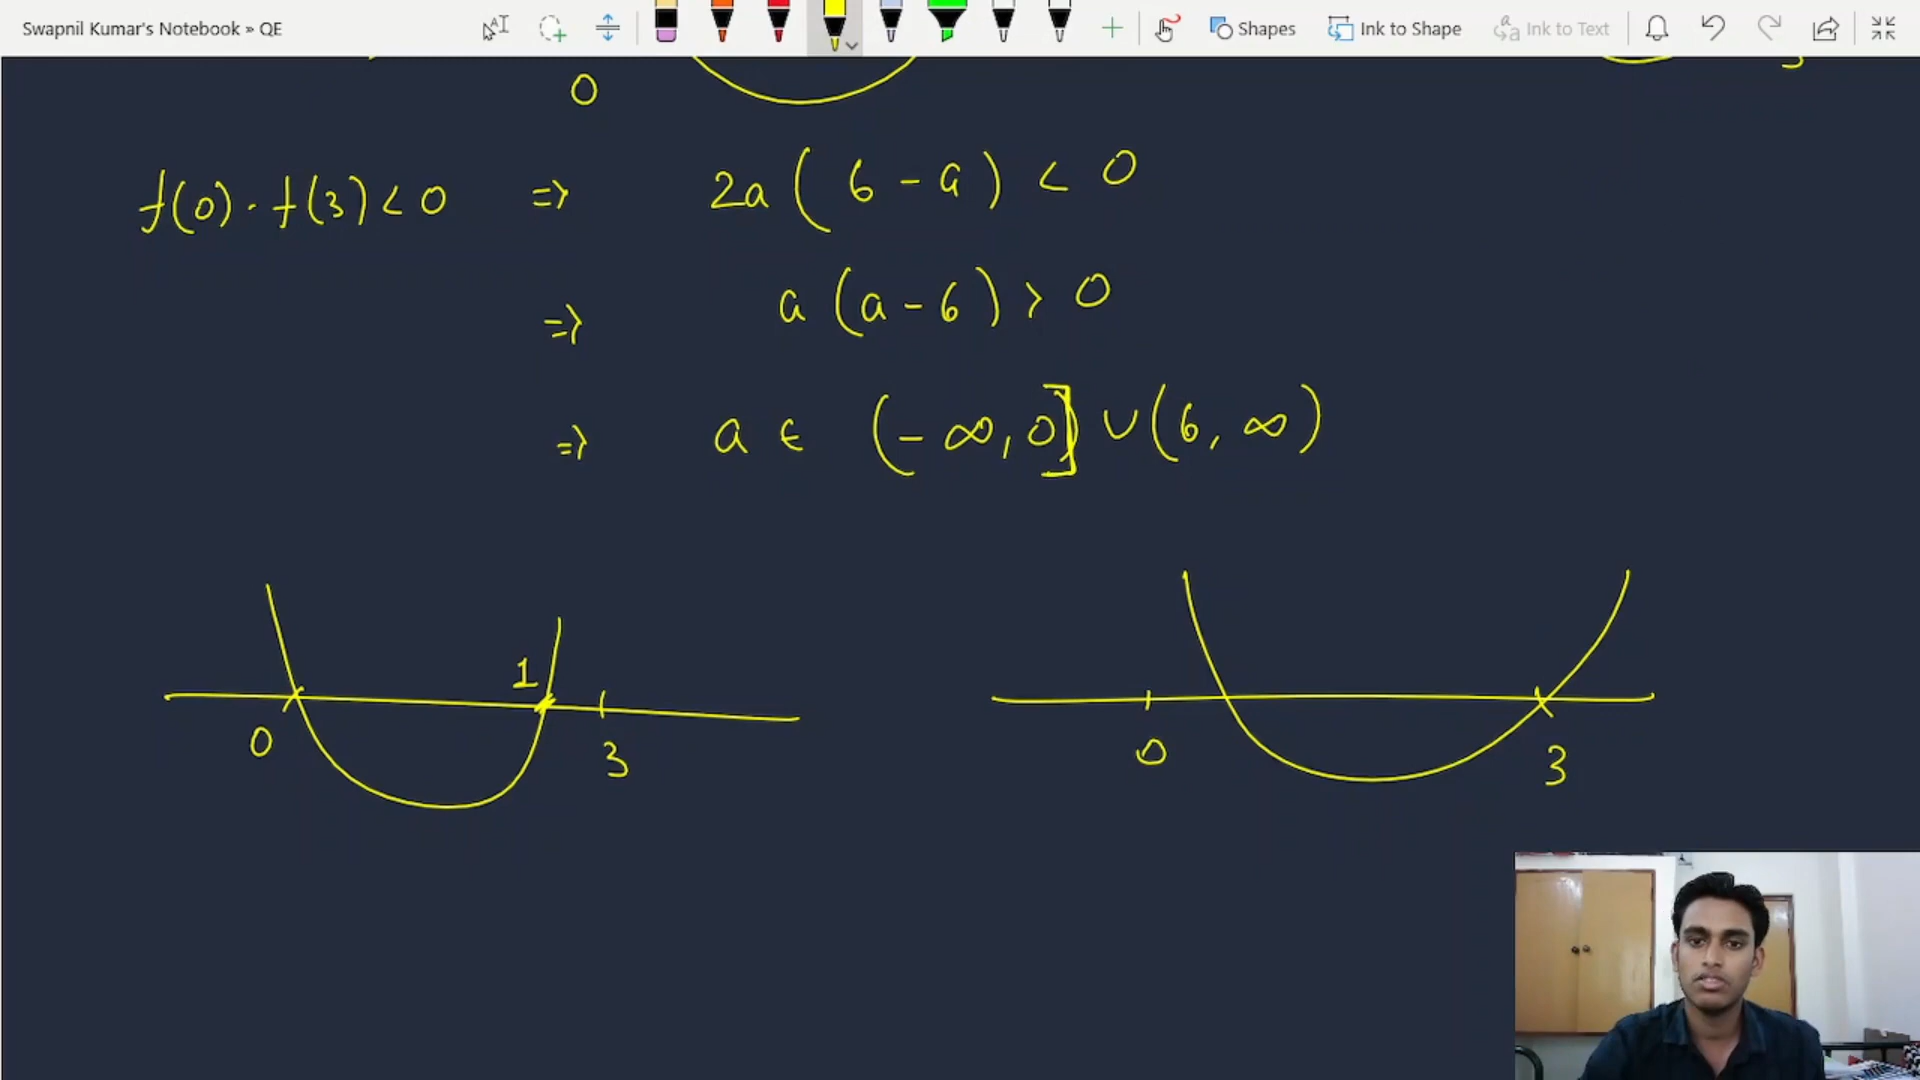 Swapnil Kumar's Notebook » QE
Shapes
Ink to Shape
Ink to Text
0
3
f(0) · f(3) < 0 => 2a ( 6 - a ) < 0
=> a ( a - 6 ) > 0
=> a ∈ ( - ∞, 0] ∪ ( 6, ∞ )
1
0
3
0
3